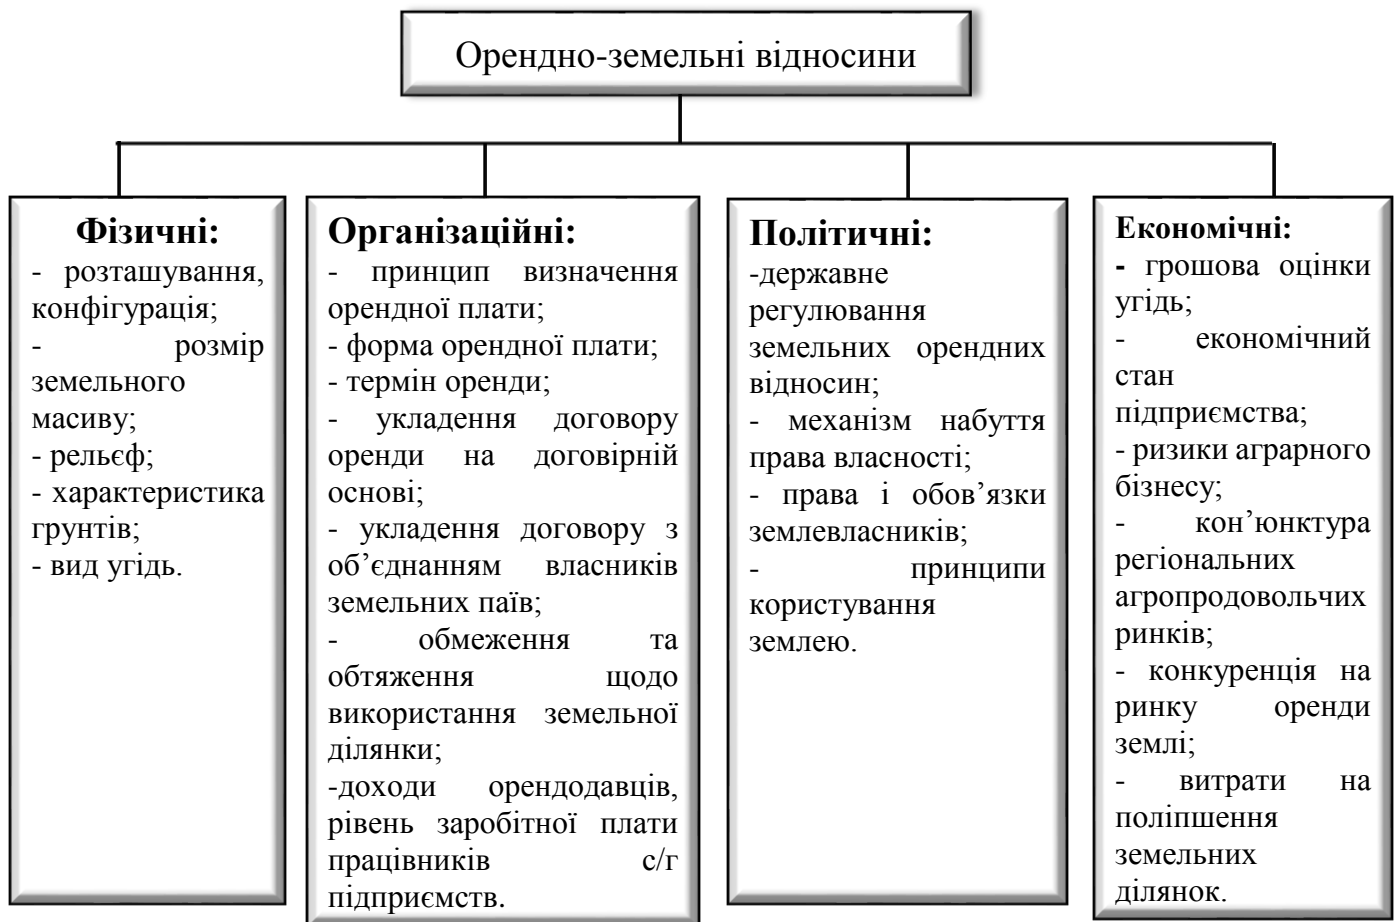 Орендно-земельні відносини
Фізичні:
- розташування,
конфігурація;
- розмір
земельного
масиву;
- рельєф;
- характеристика
грунтів;
- вид угідь.
Організаційні:
- принцип визначення
орендної плати;
- форма орендної плати;
- термін оренди;
- укладення договору
оренди на договірній
основі;
- укладення договору з
об’єднанням власників
земельних паїв;
- обмеження та
обтяження щодо
використання земельної
ділянки;
-доходи орендодавців,
рівень заробітної плати
працівників с/г
підприємств.
Політичні:
-державне
регулювання
земельних орендних
відносин;
- механізм набуття
права власності;
- права і обов’язки
землевласників;
- принципи
користування
землею.
Економічні:
- грошова оцінки
угідь;
- економічний
стан
підприємства;
- ризики аграрного
бізнесу;
- кон’юнктура
регіональних
агропродовольчих
ринків;
- конкуренція на
ринку оренди
землі;
- витрати на
поліпшення
земельних
ділянок.